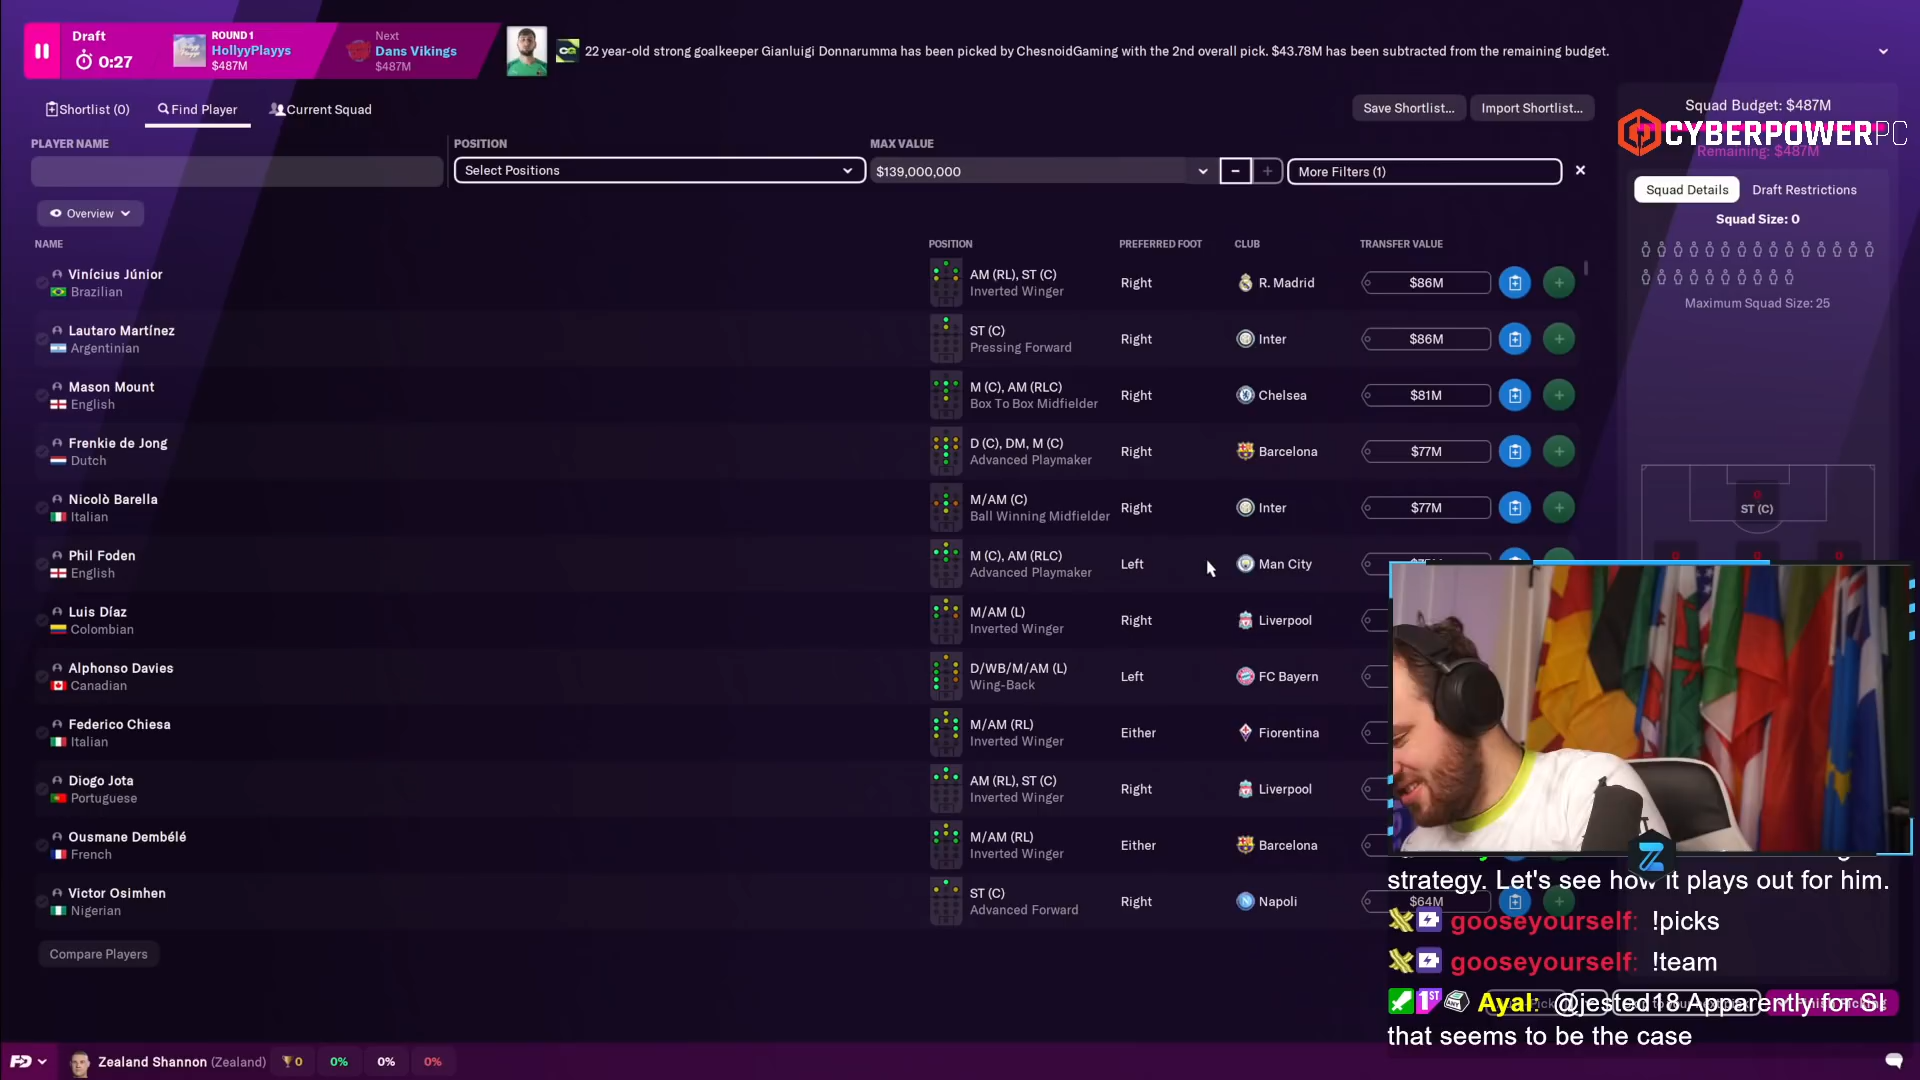 Draft
0:27
ROUND 1
HollyyPlayys
$487M
Next
Dans Vikings
$487M
22 year-old strong goalkeeper Gianluigi Donnarumma has been picked by ChesnoidGaming with the 2nd overall pick. $43.78M has been subtracted from the remaining budget.
Shortlist (0)
Find Player
Current Squad
Save Shortlist...
Import Shortlist...
Squad Budget: $487M
CYBERPOWERPC
Remaining: $487M
PLAYER NAME
POSITION
MAX VALUE
Select Positions
$139,000,000
More Filters (1)
Squad Details
Draft Restrictions
Squad Size: 0
Maximum Squad Size: 25
Overview
NAME POSITION PREFERRED FOOT CLUB TRANSFER VALUE
Vinícius Júnior AM (RL), ST (C) Right R. Madrid $86M
Brazilian Inverted Winger
Lautaro Martínez ST (C) Right Inter $86M
Argentinian Pressing Forward
Mason Mount M (C), AM (RLC) Right Chelsea $81M
English Box To Box Midfielder
Frenkie de Jong D (C), DM, M (C) Right Barcelona $77M
Dutch Advanced Playmaker
Nicolò Barella M/AM (C) Right Inter $77M
Italian Ball Winning Midfielder
0
ST (C)
0 0 0
Phil Foden M (C), AM (RLC) Left Man City
English Advanced Playmaker
Luis Díaz M/AM (L) Right Liverpool
Colombian Inverted Winger
Alphonso Davies D/WB/M/AM (L) Left FC Bayern
Canadian Wing-Back
Federico Chiesa M/AM (RL) Either Fiorentina
Italian Inverted Winger
Diogo Jota AM (RL), ST (C) Right Liverpool
Portuguese Inverted Winger
Ousmane Dembélé M/AM (RL) Either Barcelona
French Inverted Winger
Victor Osimhen ST (C) Right Napoli $64M
Nigerian Advanced Forward
Compare Players
strategy. Let's see how it plays out for him.
gooseyourself: !picks
gooseyourself: !team
1ST Ayal: @jested18 Apparently for SI
that seems to be the case
FD
Zealand Shannon (Zealand)
0
0%
0%
0%